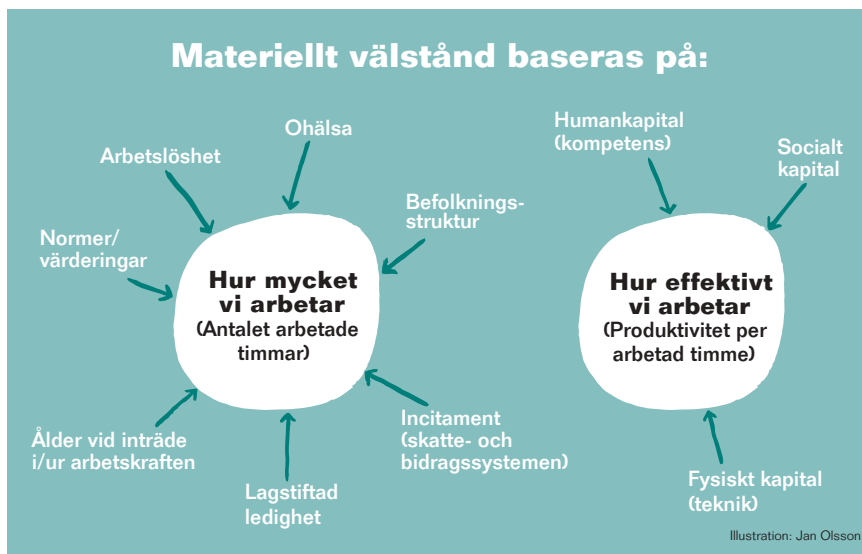 Materiellt välstånd baseras på:
Ohälsa
Arbetslöshet
Befolknings-
struktur
Normer/
värderingar
Hur mycket
vi arbetar
(Antalet arbetade
timmar)
Ålder vid inträde
i/ur arbetskraften
Lagstiftad
ledighet
Incitament
(skatte- och
bidragssystemen)
Humankapital
(kompetens)
Socialt
kapital
Hur effektivt
vi arbetar
(Produktivitet per
arbetad timme)
Fysiskt kapital
(teknik)
Illustration: Jan Olsson